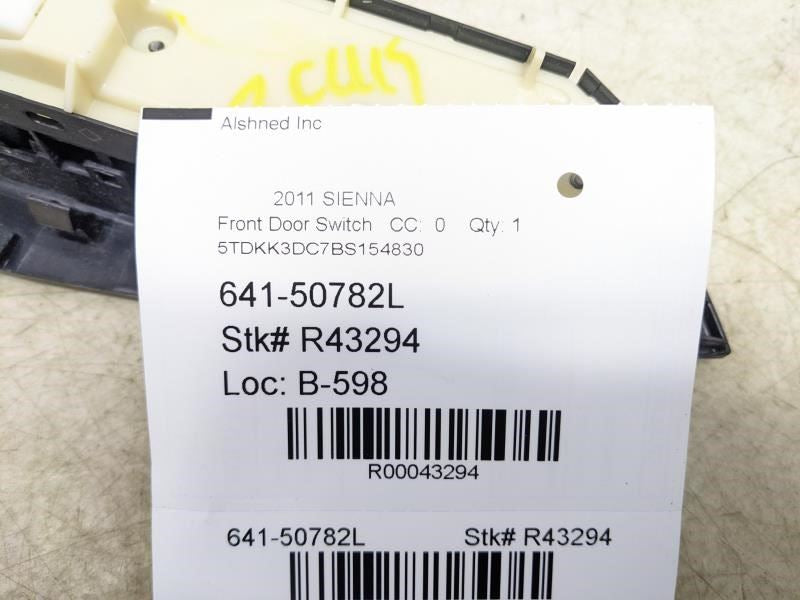 Alshned Inc
2011 SIENNA
Front Door Switch CC: 0 Qty: 1
5TDKK3DC7BS154830
641-50782L
Stk# R43294
Loc: B-598
R00043294
641-50782L Stk# R43294